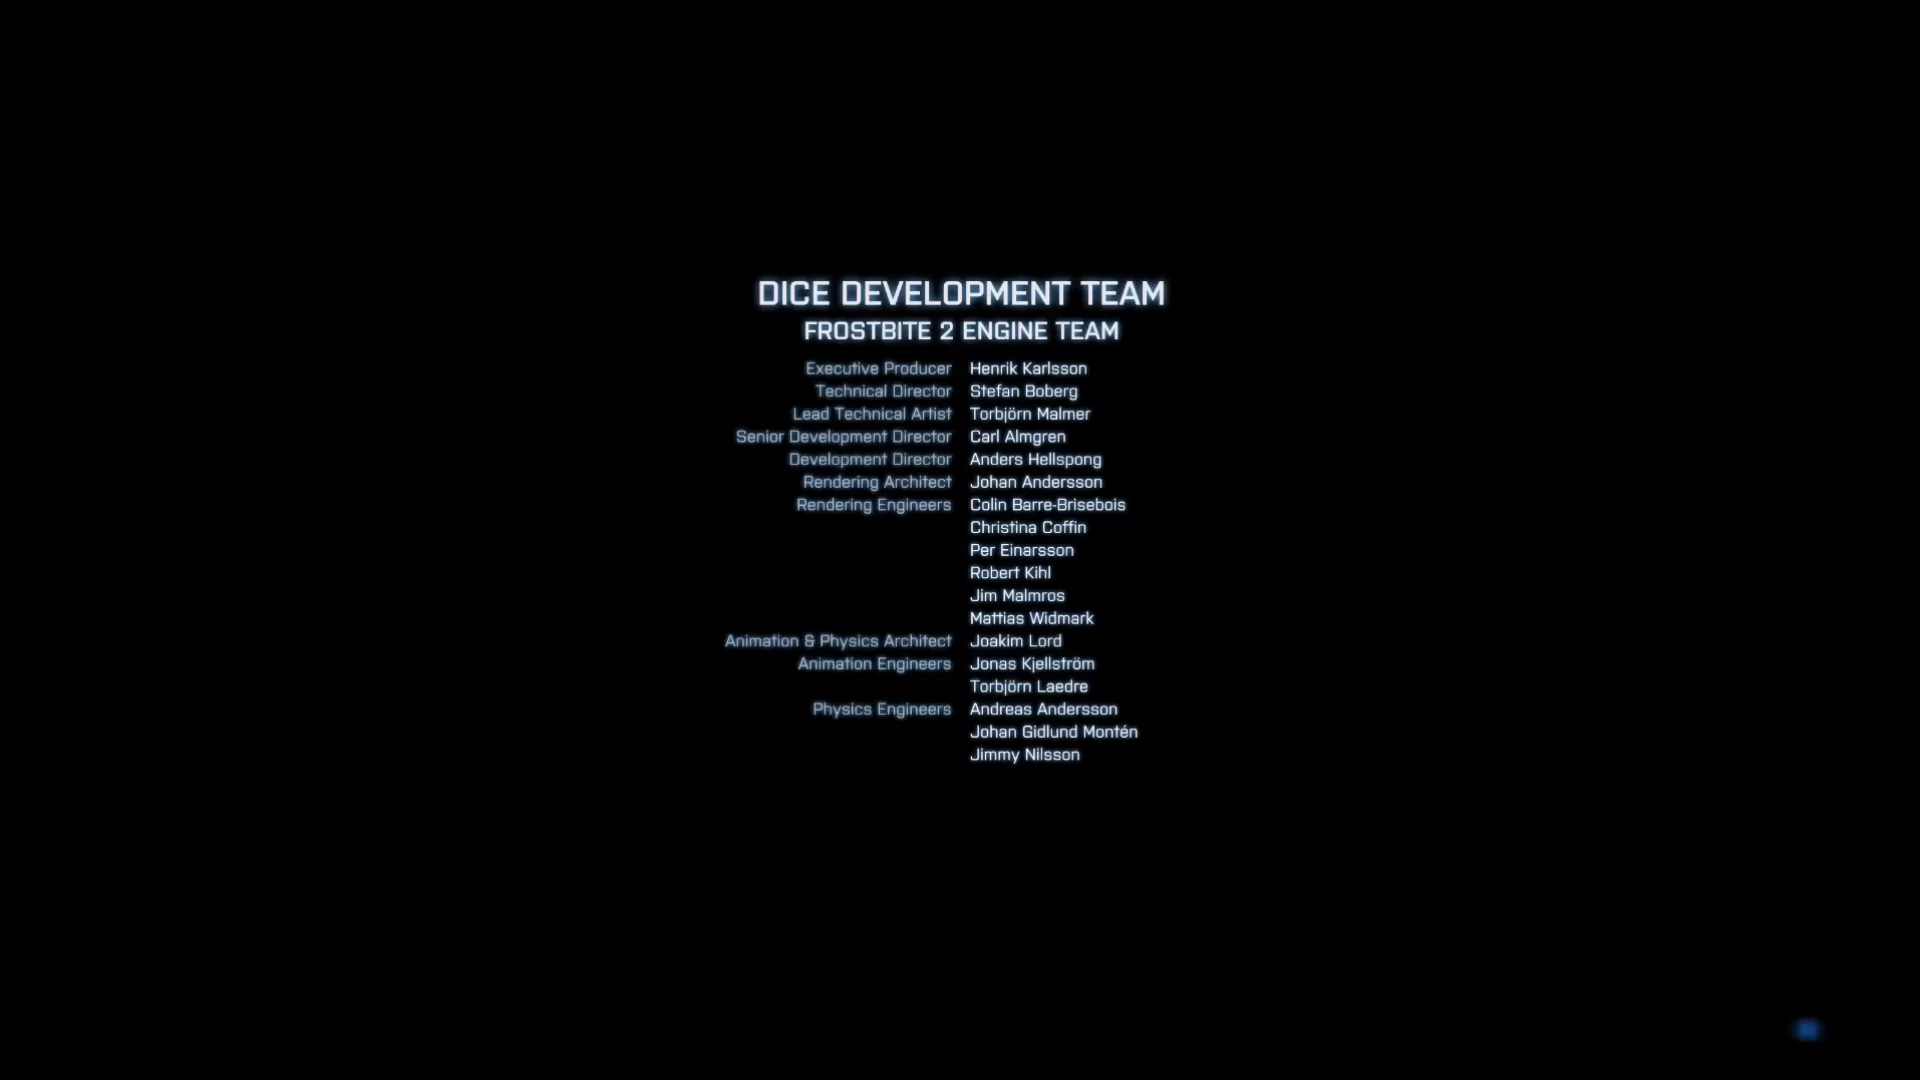 DICE DEVELOPMENT TEAM
FROSTBITE 2 ENGINE TEAM
Executive Producer Henrik Karlsson
Technical Director Stefan Boberg
Lead Technical Artist Torbjörn Malmer
Senior Development Director Carl Almgren
Development Director Anders Hellspong
Rendering Architect Johan Andersson
Rendering Engineers Colin Barre-Brisebois
Christina Coffin
Per Einarsson
Robert Kihl
Jim Malmros
Mattias Widmark
Animation & Physics Architect Joakim Lord
Animation Engineers Jonas Kjellström
Torbjörn Laedre
Physics Engineers Andreas Andersson
Johan Gidlund Montén
Jimmy Nilsson